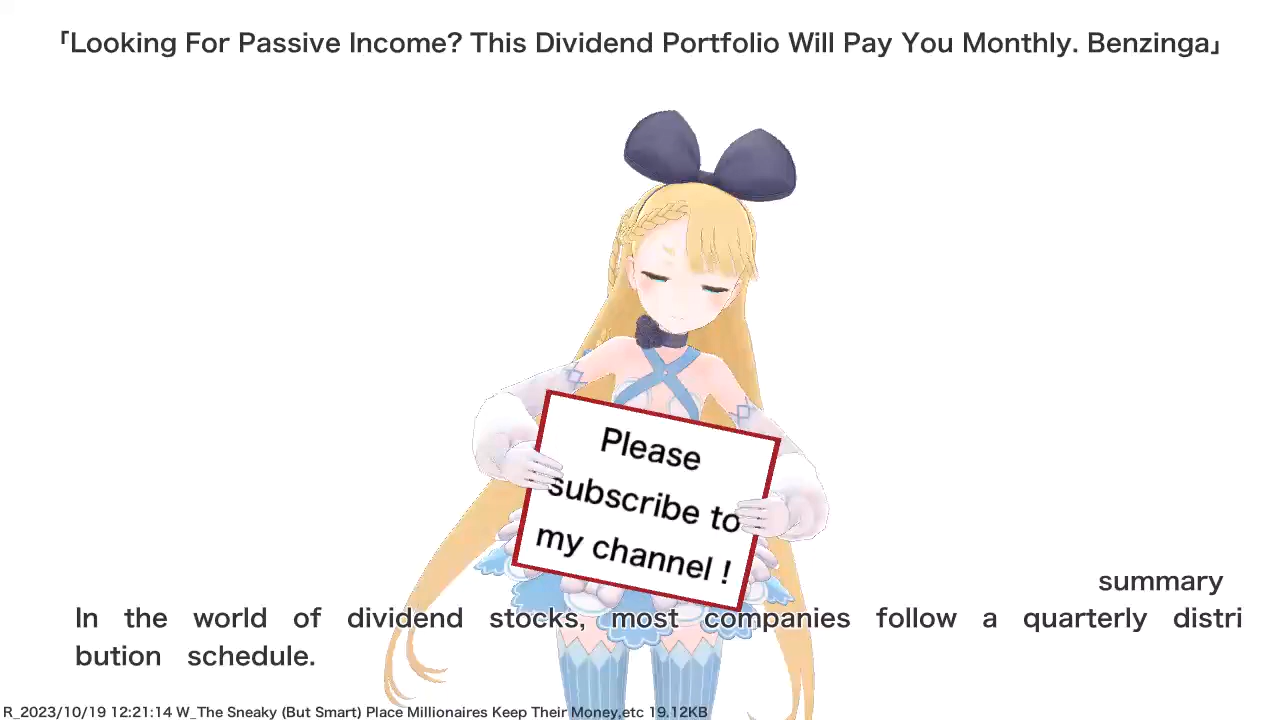 「Looking For Passive Income? This Dividend Portfolio Will Pay You Monthly. Benzinga」
Please
subscribe to
my channel !
summary
In the world of dividend stocks, most companies follow a quarterly distri
bution schedule.
R_2023/10/19 12:21:14 W_The Sneaky (But Smart) Place Millionaires Keep Their Money,etc 19.12KB